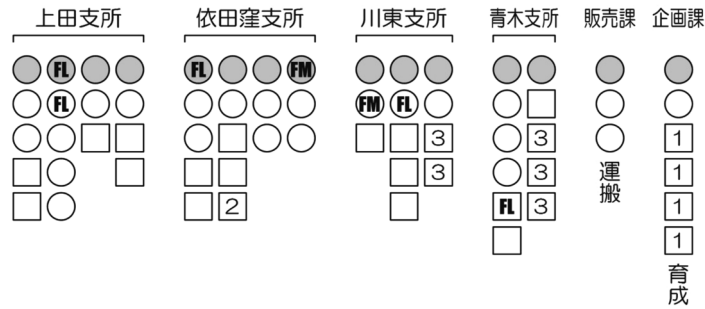 上田支所 依田窪支所 川東支所 青木支所 販売課 企画課
FL FL FM
FL FM FL
3 3 1
3 3 1
2 FL 3 1
1
運搬
育成